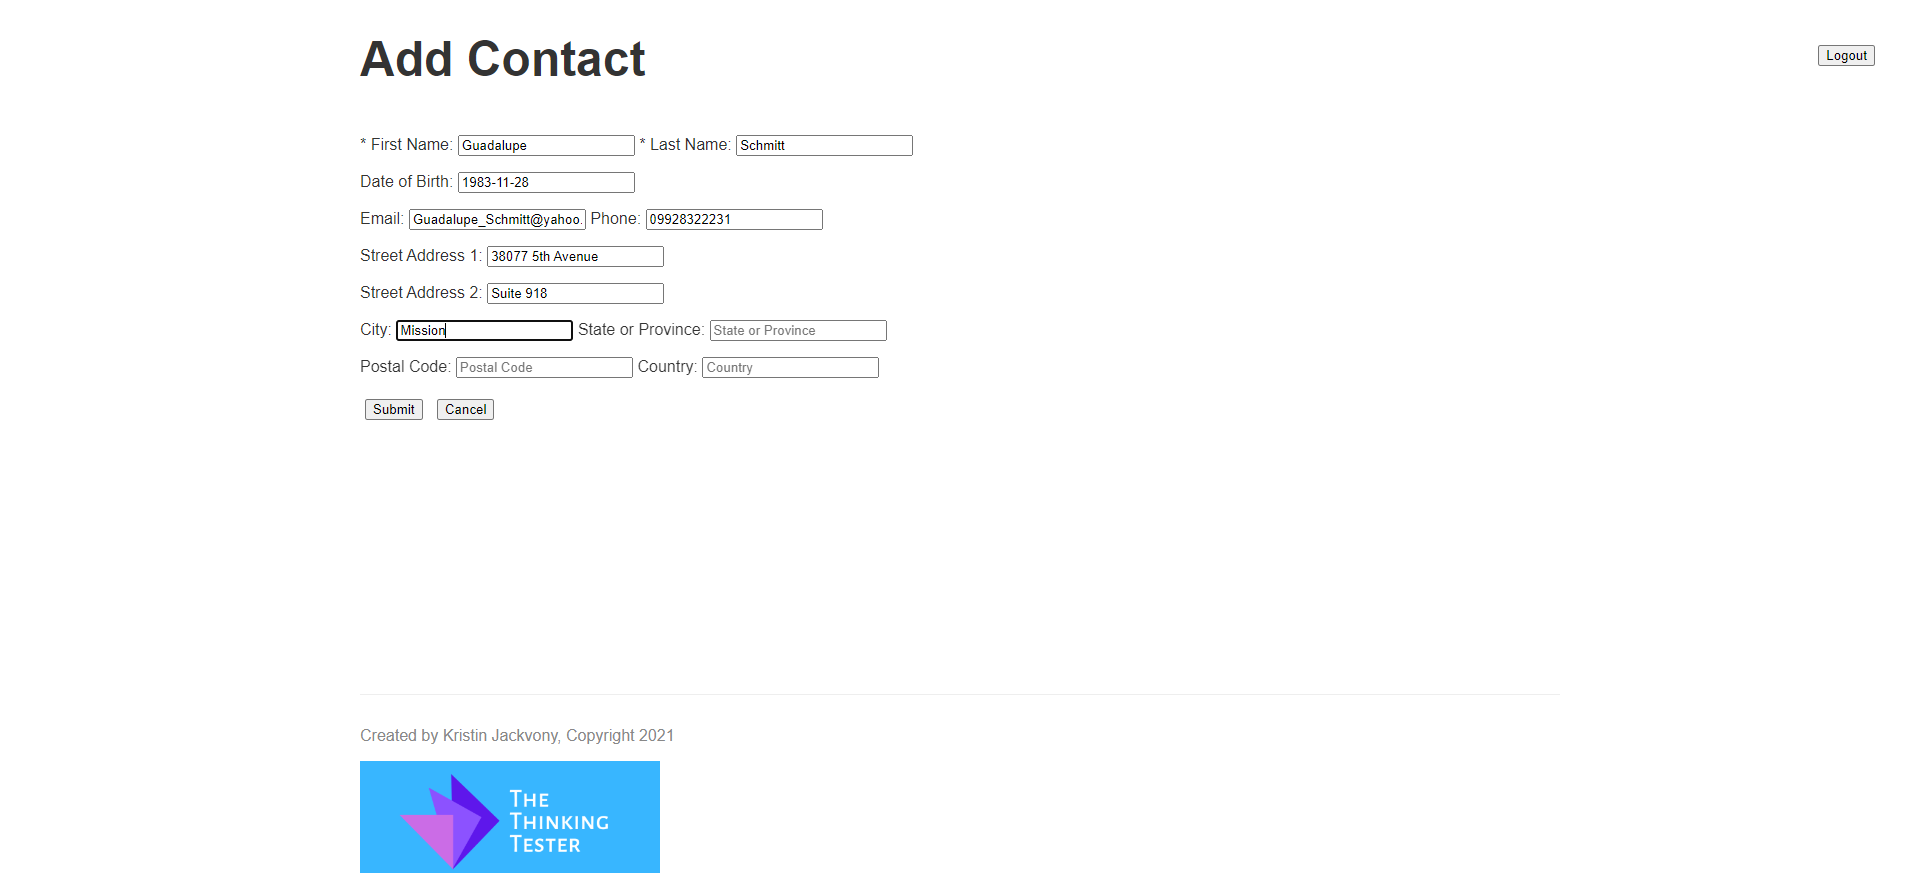 Add Contact
Logout
* First Name: Guadalupe * Last Name: Schmitt
Date of Birth: 1983-11-28
Email: Guadalupe_Schmitt@yahoo. Phone: 09928322231
Street Address 1: 38077 5th Avenue
Street Address 2: Suite 918
City: Mission State or Province: State or Province
Postal Code: Postal Code Country: Country
Submit Cancel
Created by Kristin Jackvony, Copyright 2021
THE
THINKING
TESTER